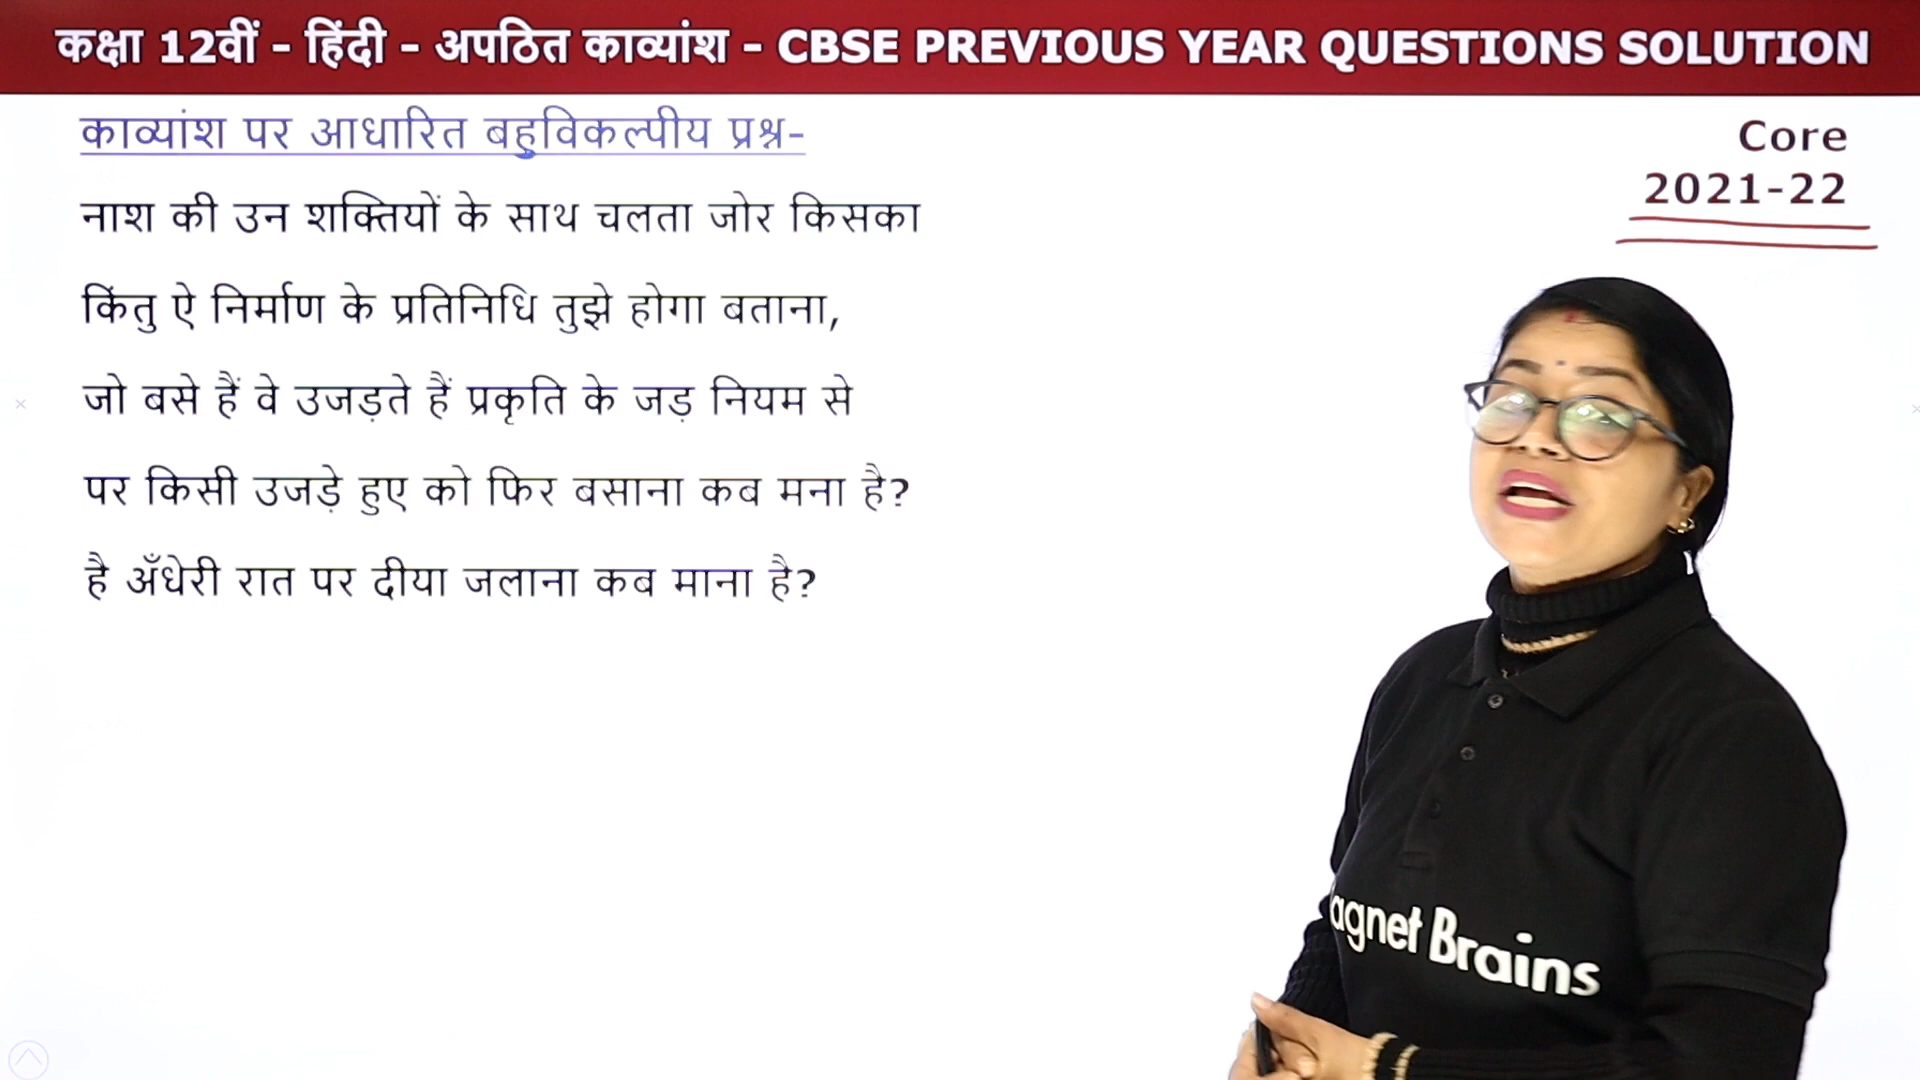 कक्षा 12वीं - हिंदी - अपठित काव्यांश - CBSE PREVIOUS YEAR QUESTIONS SOLUTION
काव्यांश पर आधारित बहुविकल्पीय प्रश्न-
Core
2021-22
नाश की उन शक्तियों के साथ चलता जोर किसका
किंतु ऐ निर्माण के प्रतिनिधि तुझे होगा बताना,
जो बसे हैं वे उजड़ते हैं प्रकृति के जड़ नियम से
पर किसी उजड़े हुए को फिर बसाना कब मना है?
है अँधेरी रात पर दीया जलाना कब माना है?
agnet Brains